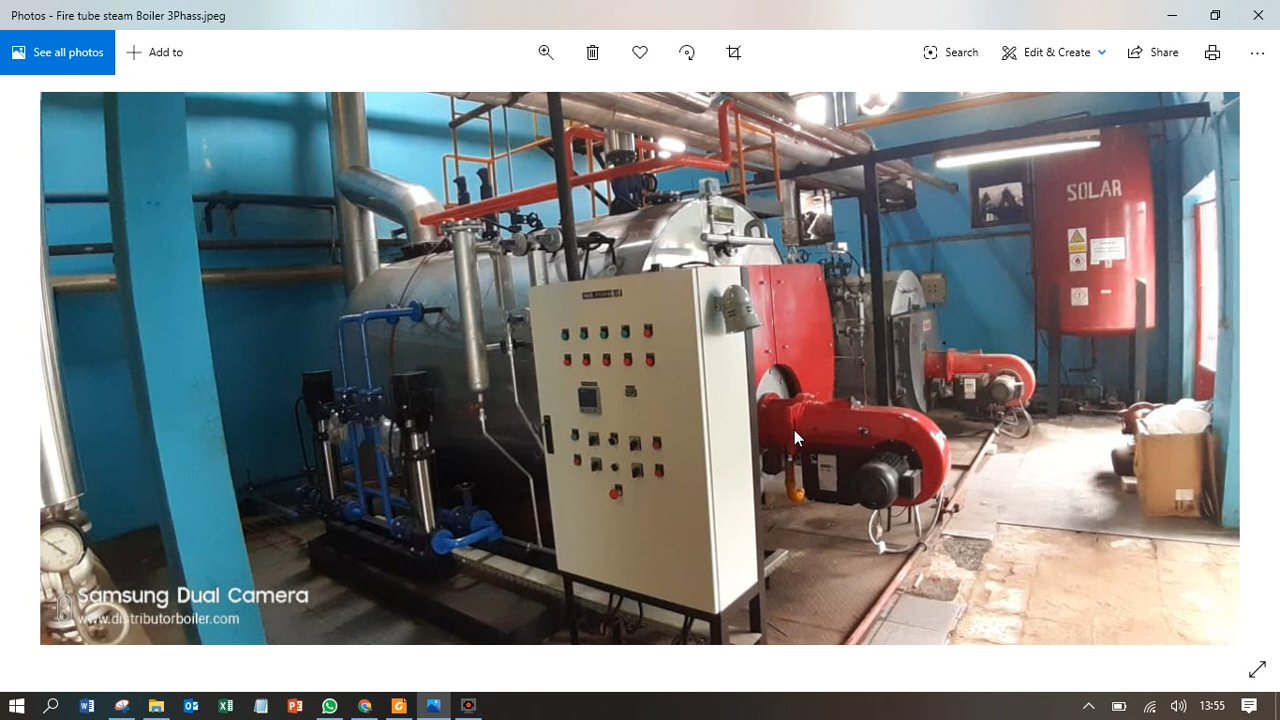 Photos - Fire tube steam Boiler 3Phass.jpeg
See all photos
Add to
Search
Edit & Create
Share
SOLAR
Samsung Dual Camera
www.distributorboiler.com
13:55